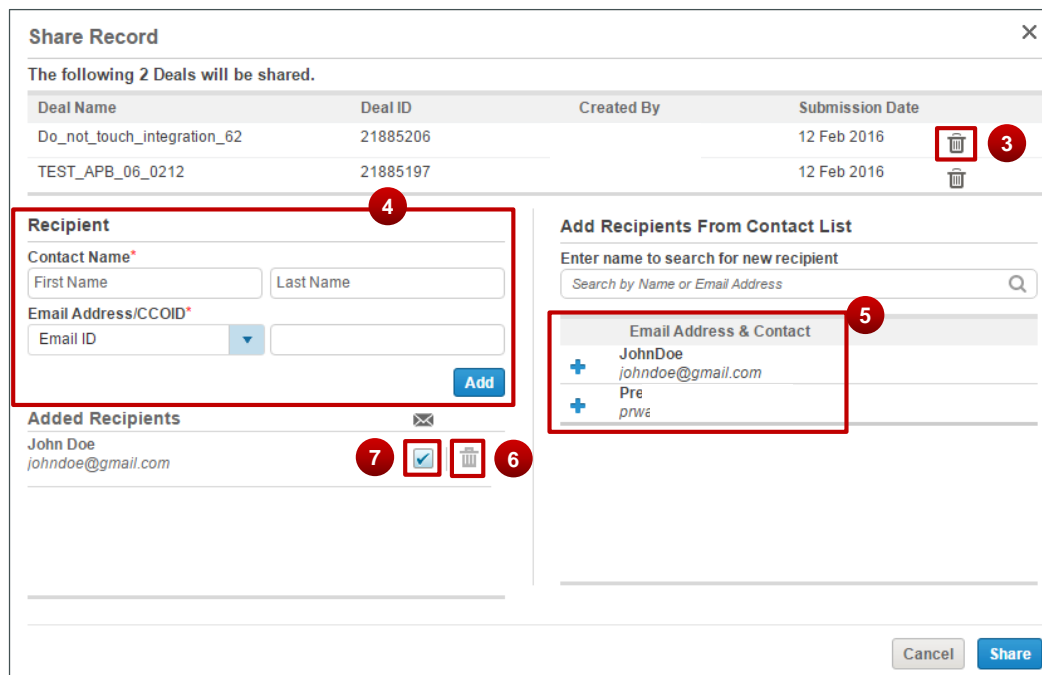 Share Record
The following 2 Deals will be shared.
Deal Name Deal ID Created By Submission Date
Do_not_touch_integration_62 21885206 12 Feb 2016
3
TEST_APB_06_0212 21885197 12 Feb 2016
4
Recipient
Contact Name*
First Name Last Name
Email Address/CCOID*
Email ID
Add
Added Recipients
John Doe
johndoe@gmail.com
7
6
Add Recipients From Contact List
Enter name to search for new recipient
Search by Name or Email Address
5
Email Address & Contact
JohnDoe
johndoe@gmail.com
Cancel Share